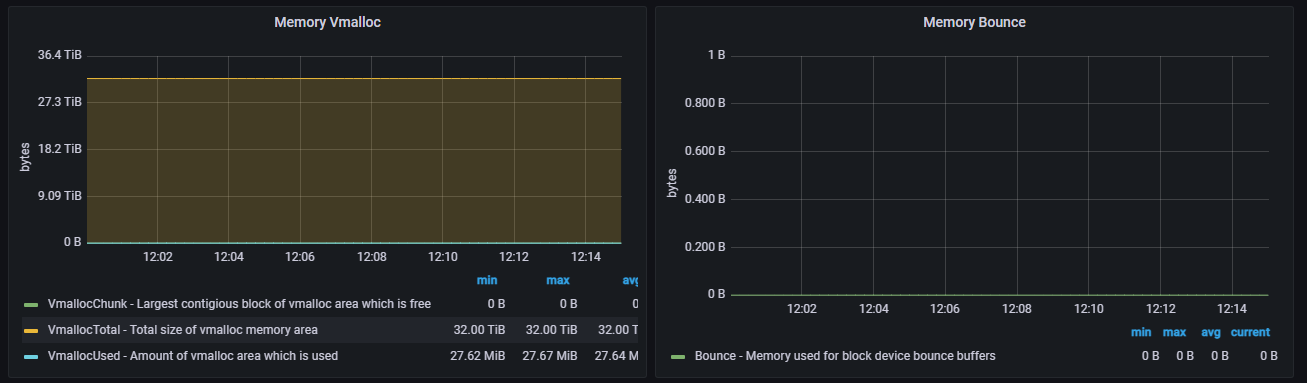 Memory Vmalloc
36.4 TiB
27.3 TiB
18.2 TiB
9.09 TiB
0 B
bytes
12:02 12:04 12:06 12:08 12:10 12:12 12:14
min max avg
VmallocChunk - Largest contigious block of vmalloc area which is free 0 B 0 B 0
VmallocTotal - Total size of vmalloc memory area 32.00 TiB 32.00 TiB 32.00 T
VmallocUsed - Amount of vmalloc area which is used 27.62 MiB 27.67 MiB 27.64 M
Memory Bounce
1 B
0.800 B
0.600 B
0.400 B
0.200 B
0 B
bytes
12:02 12:04 12:06 12:08 12:10 12:12 12:14
min max avg current
Bounce - Memory used for block device bounce buffers 0 B 0 B 0 B 0 B